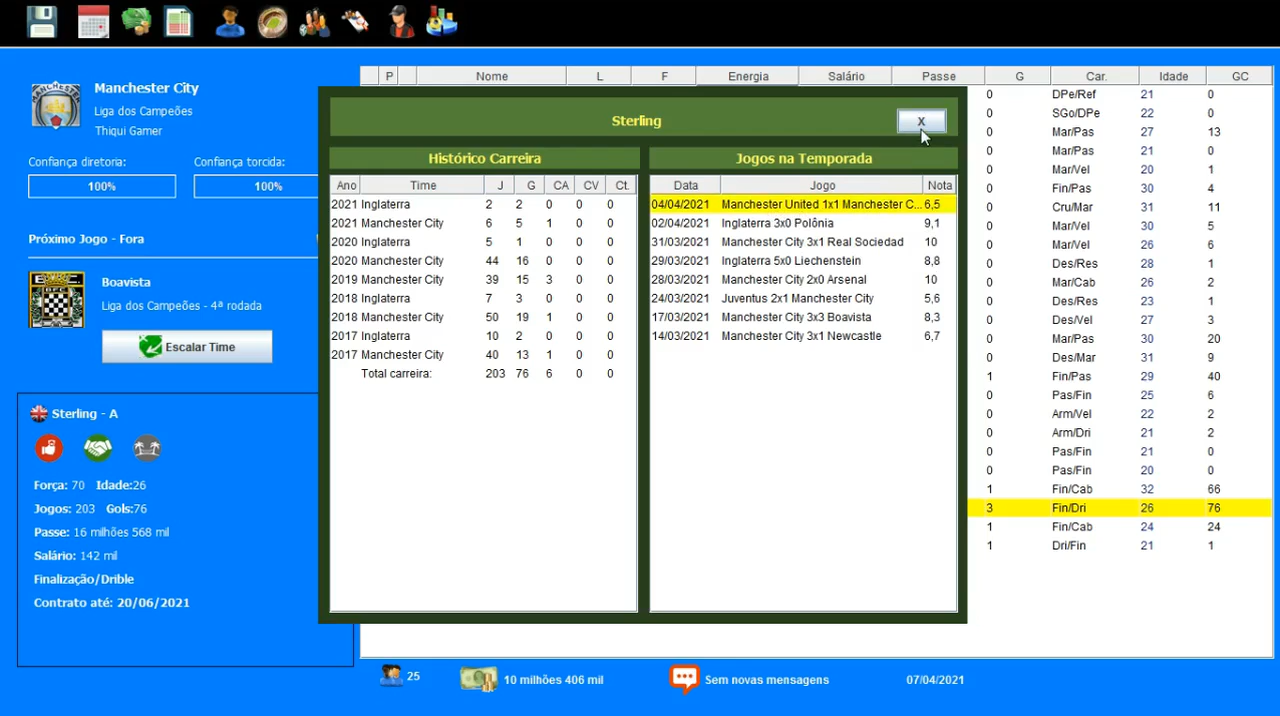 Manchester City
Liga dos Campeões
Thiqui Gamer
Confiança diretoria: Confiança torcida:
100% 100%
Próximo Jogo - Fora
Boavista
Liga dos Campeões - 4ª rodada
Escalar Time
Sterling - A
Força: 70 Idade:26
Jogos: 203 Gols:76
Passe: 16 milhões 568 mil
Salário: 142 mil
Finalização/Drible
Contrato até: 20/06/2021
P Nome L F Energia Salário Passe G Car. Idade GC
Sterling
X
Histórico Carreira
Ano Time J G CA CV Ct.
2021 Inglaterra 2 2 0 0 0
2021 Manchester City 6 5 1 0 0
2020 Inglaterra 5 1 0 0 0
2020 Manchester City 44 16 0 0 0
2019 Manchester City 39 15 3 0 0
2018 Inglaterra 7 3 0 0 0
2018 Manchester City 50 19 1 0 0
2017 Inglaterra 10 2 0 0 0
2017 Manchester City 40 13 1 0 0
Total carreira: 203 76 6 0 0
Jogos na Temporada
Data Jogo Nota
04/04/2021 Manchester United 1x1 Manchester C... 6,5
02/04/2021 Inglaterra 3x0 Polônia 9,1
31/03/2021 Manchester City 3x1 Real Sociedad 10
29/03/2021 Inglaterra 5x0 Liechenstein 8,8
28/03/2021 Manchester City 2x0 Arsenal 10
24/03/2021 Juventus 2x1 Manchester City 5,6
17/03/2021 Manchester City 3x3 Boavista 8,3
14/03/2021 Manchester City 3x1 Newcastle 6,7
0 DPe/Ref 21 0
0 SGo/DPe 22 0
0 Mar/Pas 27 13
0 Mar/Pas 21 0
0 Mar/Vel 20 1
0 Fin/Pas 30 4
0 Cru/Mar 31 11
0 Mar/Vel 30 5
0 Mar/Vel 26 6
0 Des/Res 28 1
0 Mar/Cab 26 2
0 Des/Res 23 1
0 Des/Vel 27 3
0 Mar/Pas 30 20
0 Des/Mar 31 9
1 Fin/Pas 29 40
0 Pas/Fin 25 6
0 Arm/Vel 22 2
0 Arm/Dri 21 2
0 Pas/Fin 21 0
0 Pas/Fin 20 0
1 Fin/Cab 32 66
3 Fin/Dri 26 76
1 Fin/Cab 24 24
1 Dri/Fin 21 1
25 10 milhões 406 mil Sem novas mensagens 07/04/2021